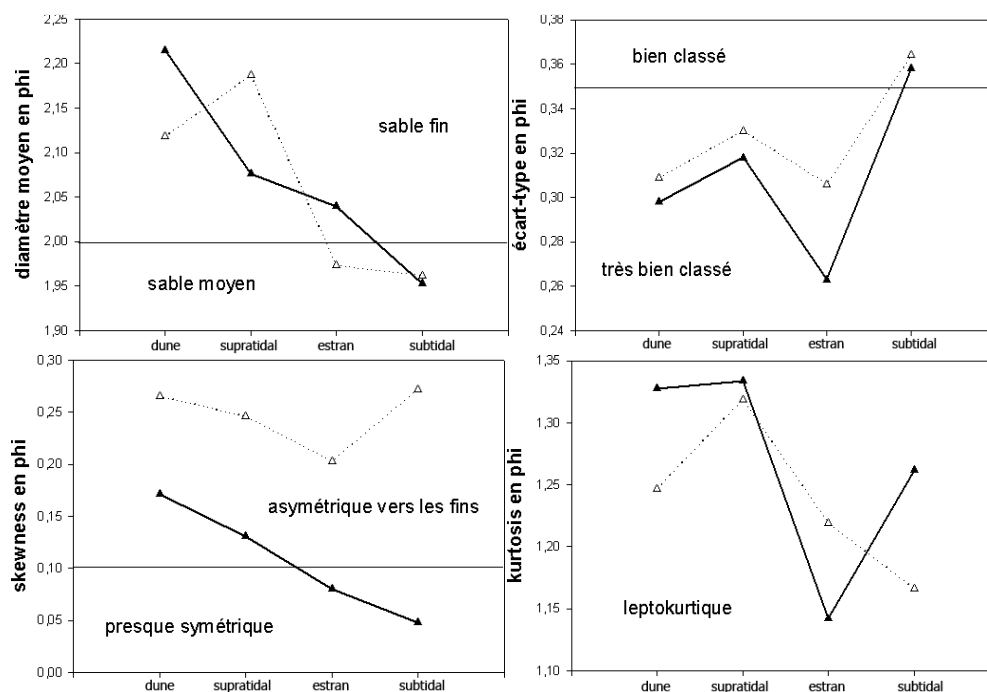 diamètre moyen en phi
2,25
2,20
2,15
2,10
2,05
2,00
1,95
1,90
sable fin
sable moyen
dune supratidal estran subtidal
écart-type en phi
0,38
0,36
0,34
0,32
0,30
0,28
0,26
0,24
bien classé
très bien classé
dune supratidal estran subtidal
skewness en phi
0,30
0,25
0,20
0,15
0,10
0,05
0,00
asymétrique vers les fins
presque symétrique
dune supratidal estran subtidal
kurtosis en phi
1,35
1,30
1,25
1,20
1,15
1,10
leptokurtique
dune supratidal estran subtidal